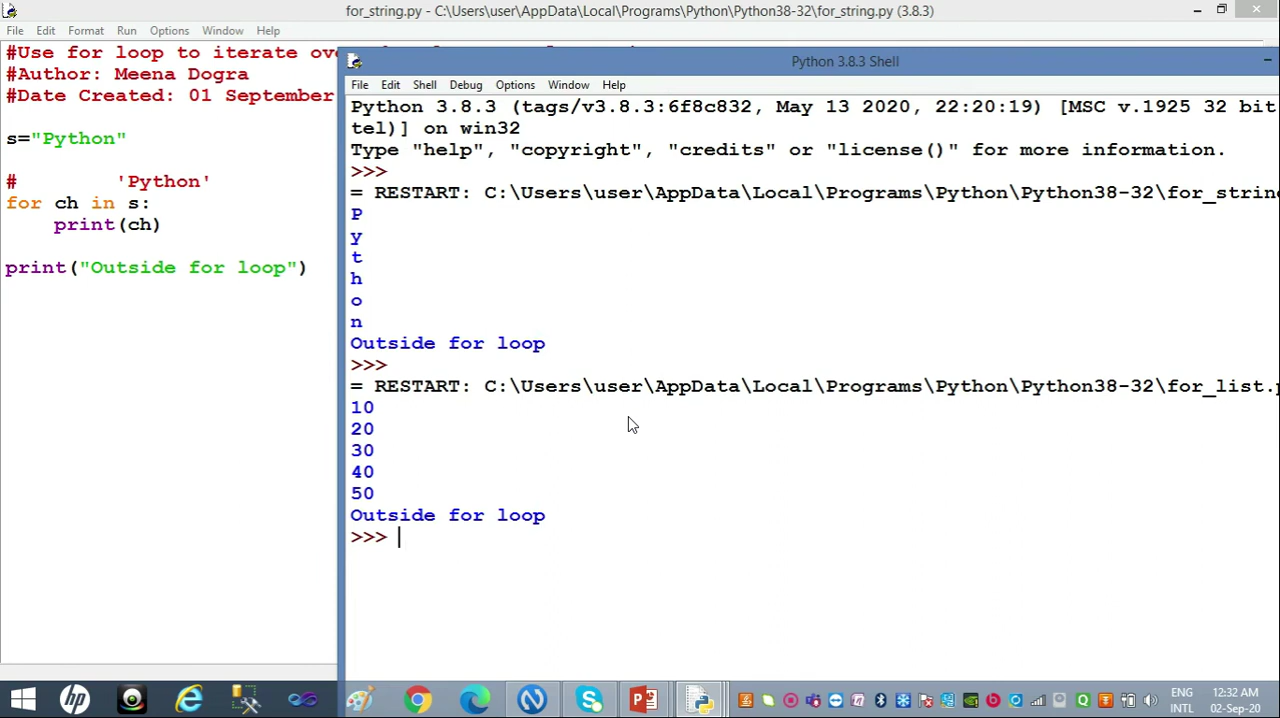 for_string.py - C:\Users\user\AppData\Local\Programs\Python\Python38-32\for_string.py (3.8.3)
File Edit Format Run Options Window Help
#Use for loop to iterate
#Author: Meena Dogra
#Date Created: 01 September
s="Python"
# 'Python'
for ch in s:
print(ch)
print("Outside for loop")
Python 3.8.3 Shell
File Edit Shell Debug Options Window Help
Python 3.8.3 (tags/v3.8.3:6f8c832, May 13 2020, 22:20:19) [MSC v.1925 32 bit
tel)] on win32
Type "help", "copyright", "credits" or "license()" for more information.
>>>
= RESTART: C:\Users\user\AppData\Local\Programs\Python\Python38-32\for_string
P
y
t
h
o
n
Outside for loop
>>>
= RESTART: C:\Users\user\AppData\Local\Programs\Python\Python38-32\for_list.p
10
20
30
40
50
Outside for loop
>>>
ENG
INTL
12:32 AM
02-Sep-20